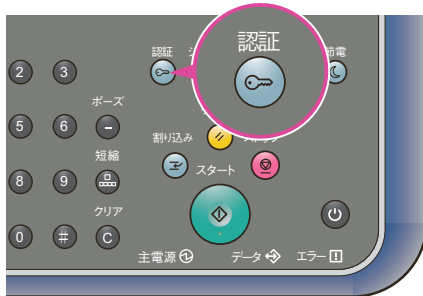 認証
認証
節電
2 3
ポーズ
5 6 -
短縮
割り込み
8 9
スタート
クリア
0 # C
主電源 データ エラー